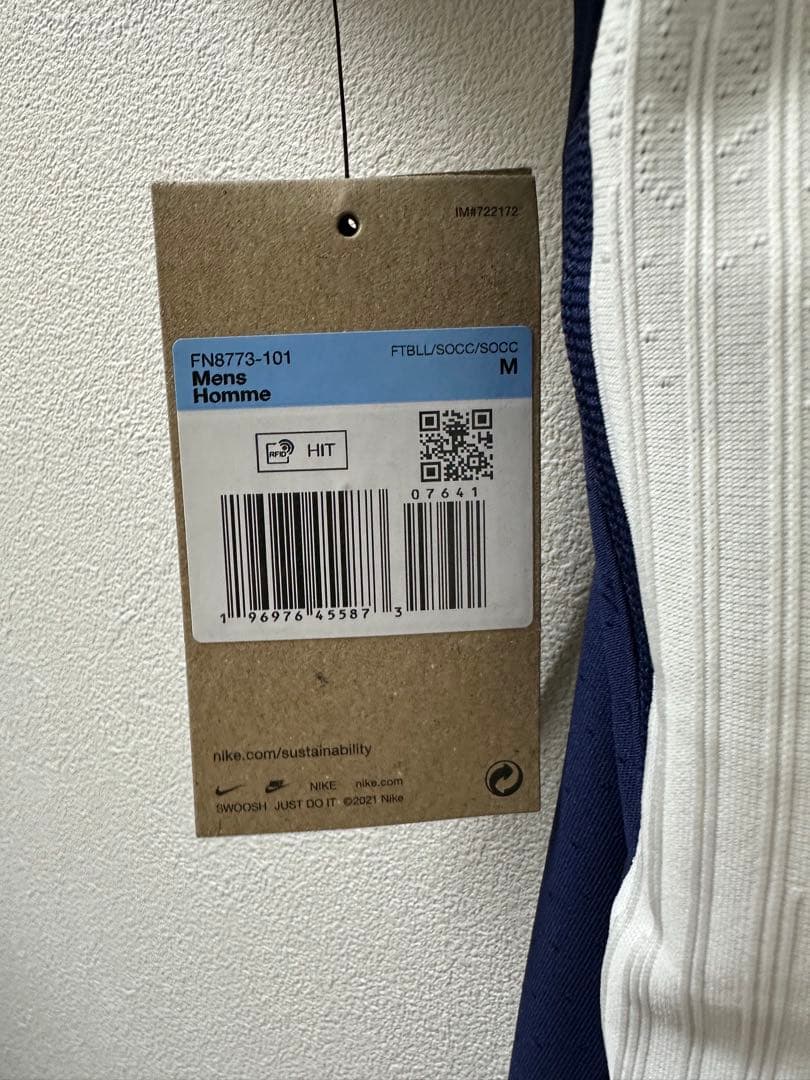 IM#722172
FN8773-101
FTBLL/SOCC/SOCC
Mens
M
Homme
RFID HIT
07641
1 96976 45587 3
nike.com/sustainability
NIKE nike.com
SWOOSH JUST DO IT ©2021 Nike